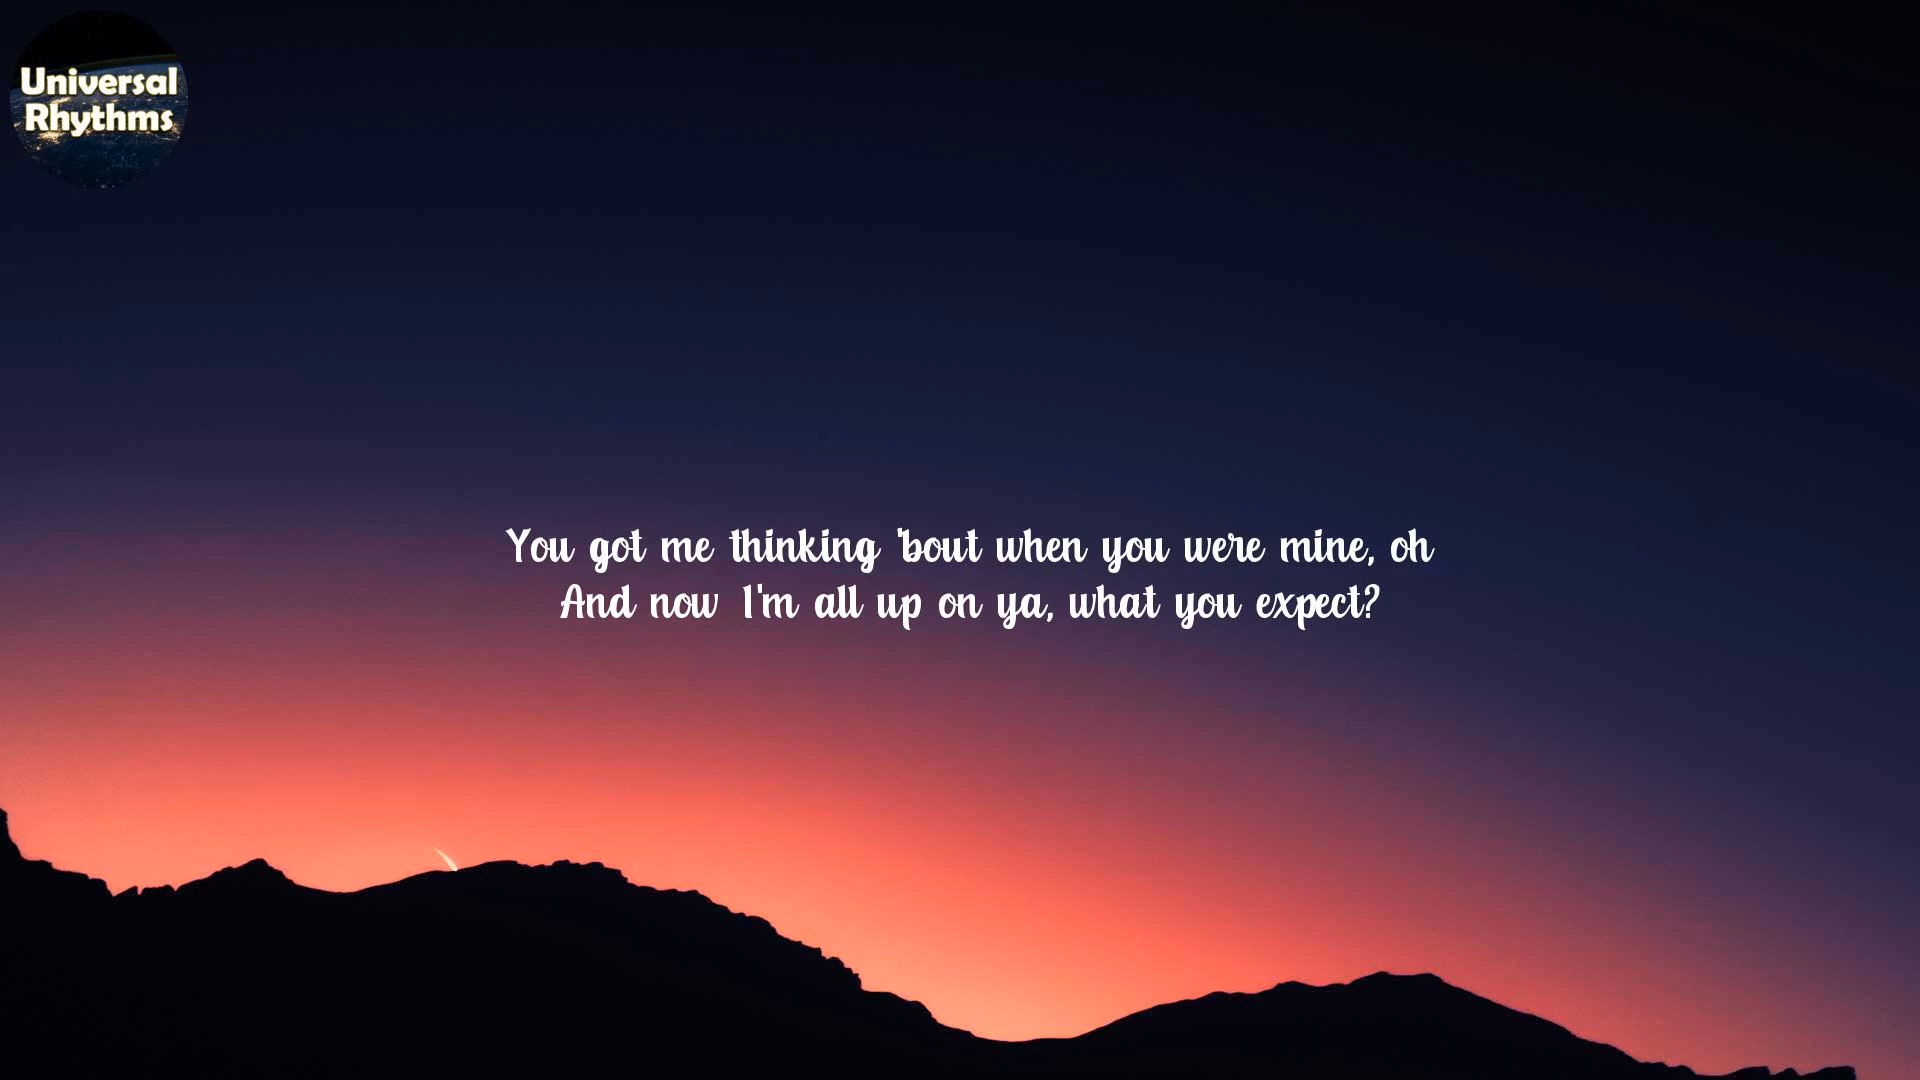 Universal
Rhythms
You got me thinking 'bout when you were mine, oh
And now I'm all up on ya, what you expect?